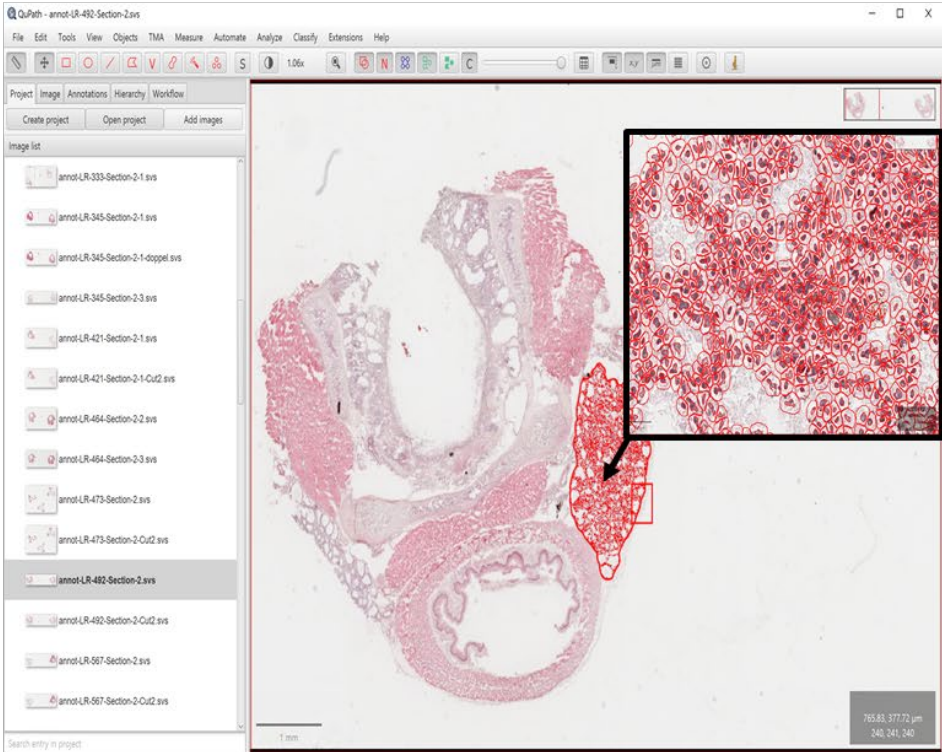 QuPath - annot-LR-492-Section-2.svs
File Edit Tools View Objects TMA Measure Automate Analyze Classify Extensions Help
V S 1.06x N C x,y
Project Image Annotations Hierarchy Workflow
Create project Open project Add images
Image list
annot-LR-333-Section-2-1.svs
annot-LR-345-Section-2-1.svs
annot-LR-345-Section-2-1-doppel.svs
annot-LR-345-Section-2-3.svs
annot-LR-421-Section-2-1.svs
annot-LR-421-Section-2-1-Cut2.svs
annot-LR-464-Section-2-2.svs
annot-LR-464-Section-2-3.svs
annot-LR-473-Section-2.svs
annot-LR-473-Section-2-Cut2.svs
annot-LR-492-Section-2.svs
annot-LR-492-Section-2-Cut2.svs
annot-LR-567-Section-2.svs
annot-LR-567-Section-2-Cut2.svs
Search entry in project
1 mm
765.83, 377.72 μm
240, 241, 240